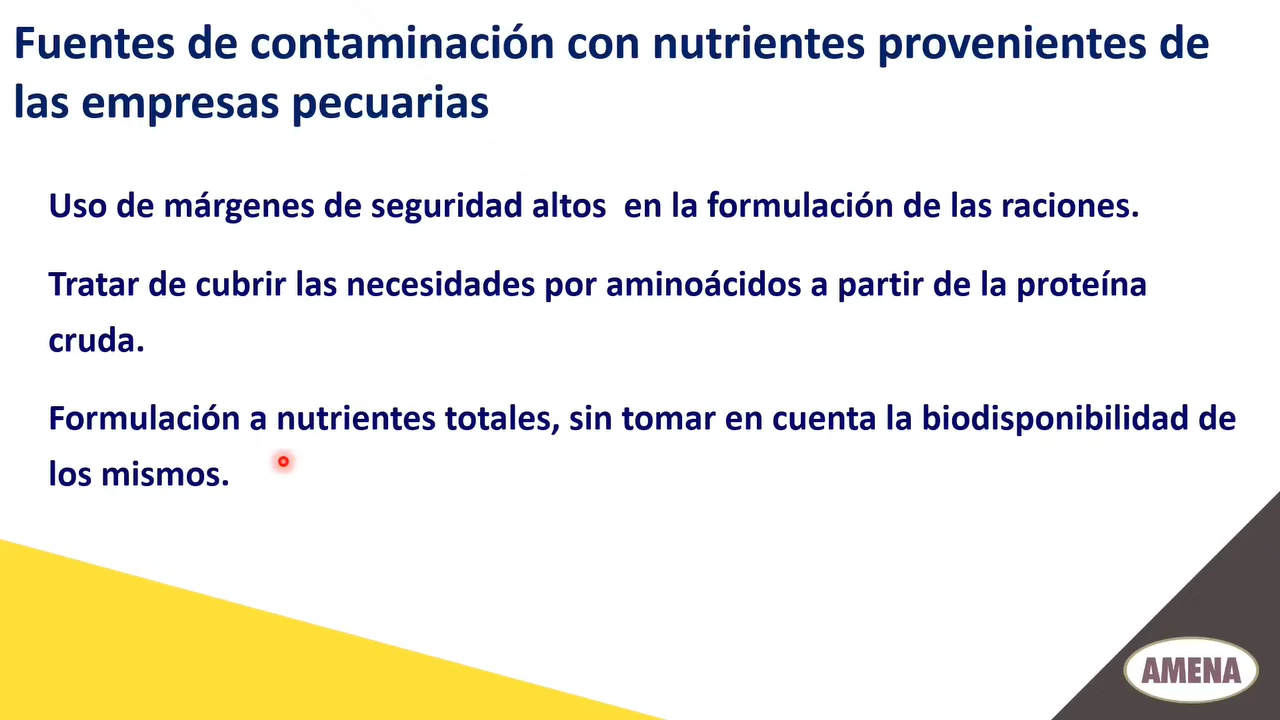 Fuentes de contaminación con nutrientes provenientes de
las empresas pecuarias
Uso de márgenes de seguridad altos  en la formulación de las raciones.
Tratar de cubrir las necesidades por aminoácidos a partir de la proteína
cruda.
Formulación a nutrientes totales, sin tomar en cuenta la biodisponibilidad de
los mismos.
AMENA